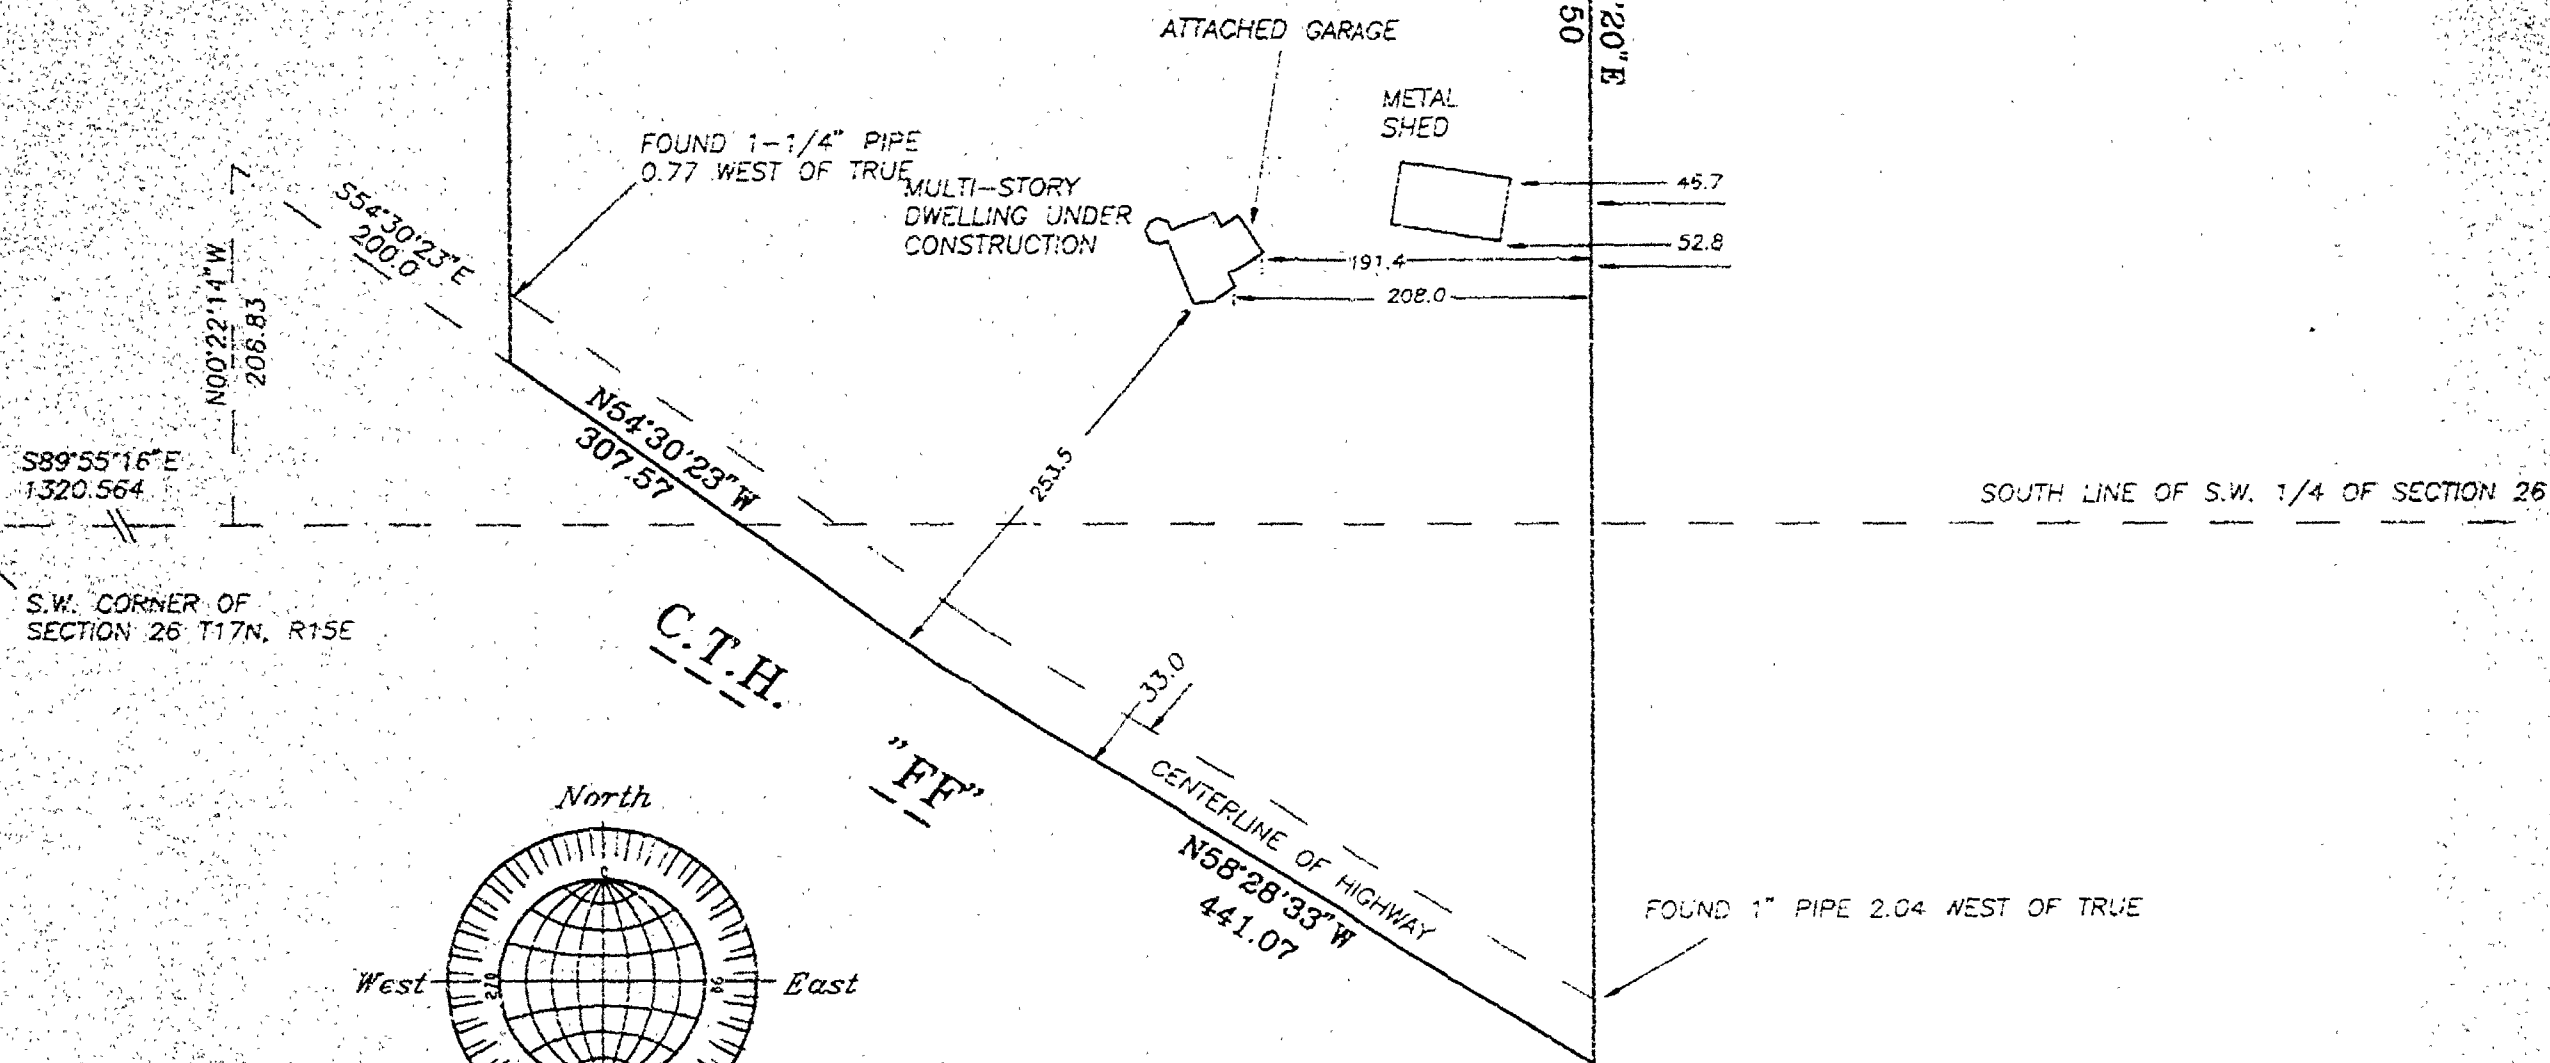 ATTACHED GARAGE
'20" E
50
METAL
SHED
FOUND 1-1/4" PIPE
0.77 WEST OF TRUE
MULTI-STORY
DWELLING UNDER
CONSTRUCTION
45.7
52.8
191.4
208.0
S54°30'23"E
200.0
N00°22'14"W
206.83
N54°30'23"W
307.57
253.5
S89°55'16"E
1320.564
SOUTH LINE OF S.W. 1/4 OF SECTION 26
S.W. CORNER OF
SECTION 26 T17N, R15E
C.T.H.
"FF"
33.0
CENTERLINE OF HIGHWAY
N58°28'33"W
441.07
FOUND 1" PIPE 2.04 WEST OF TRUE
North
West
270
90
East